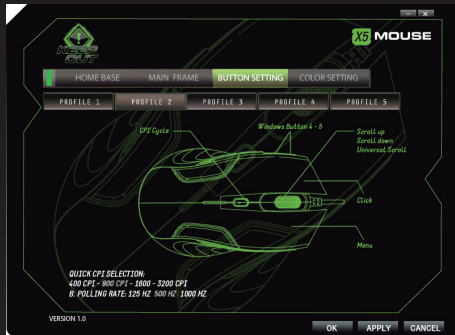 X5 MOUSE
KEEP
OUT
HOME BASE MAIN FRAME BUTTON SETTING COLOR SETTING
PROFILE 1 PROFILE 2 PROFILE 3 PROFILE 4 PROFILE 5
CPI Cycle
Windows Button 4 - 5
Scroll up
Scroll down
Universal Scroll
Click
Menu
QUICK CPI SELECTION:
400 CPI - 800 CPI - 1600 - 3200 CPI
B. POLLING RATE: 125 HZ 500 HZ 1000 HZ
VERSION 1.0
OK APPLY CANCEL